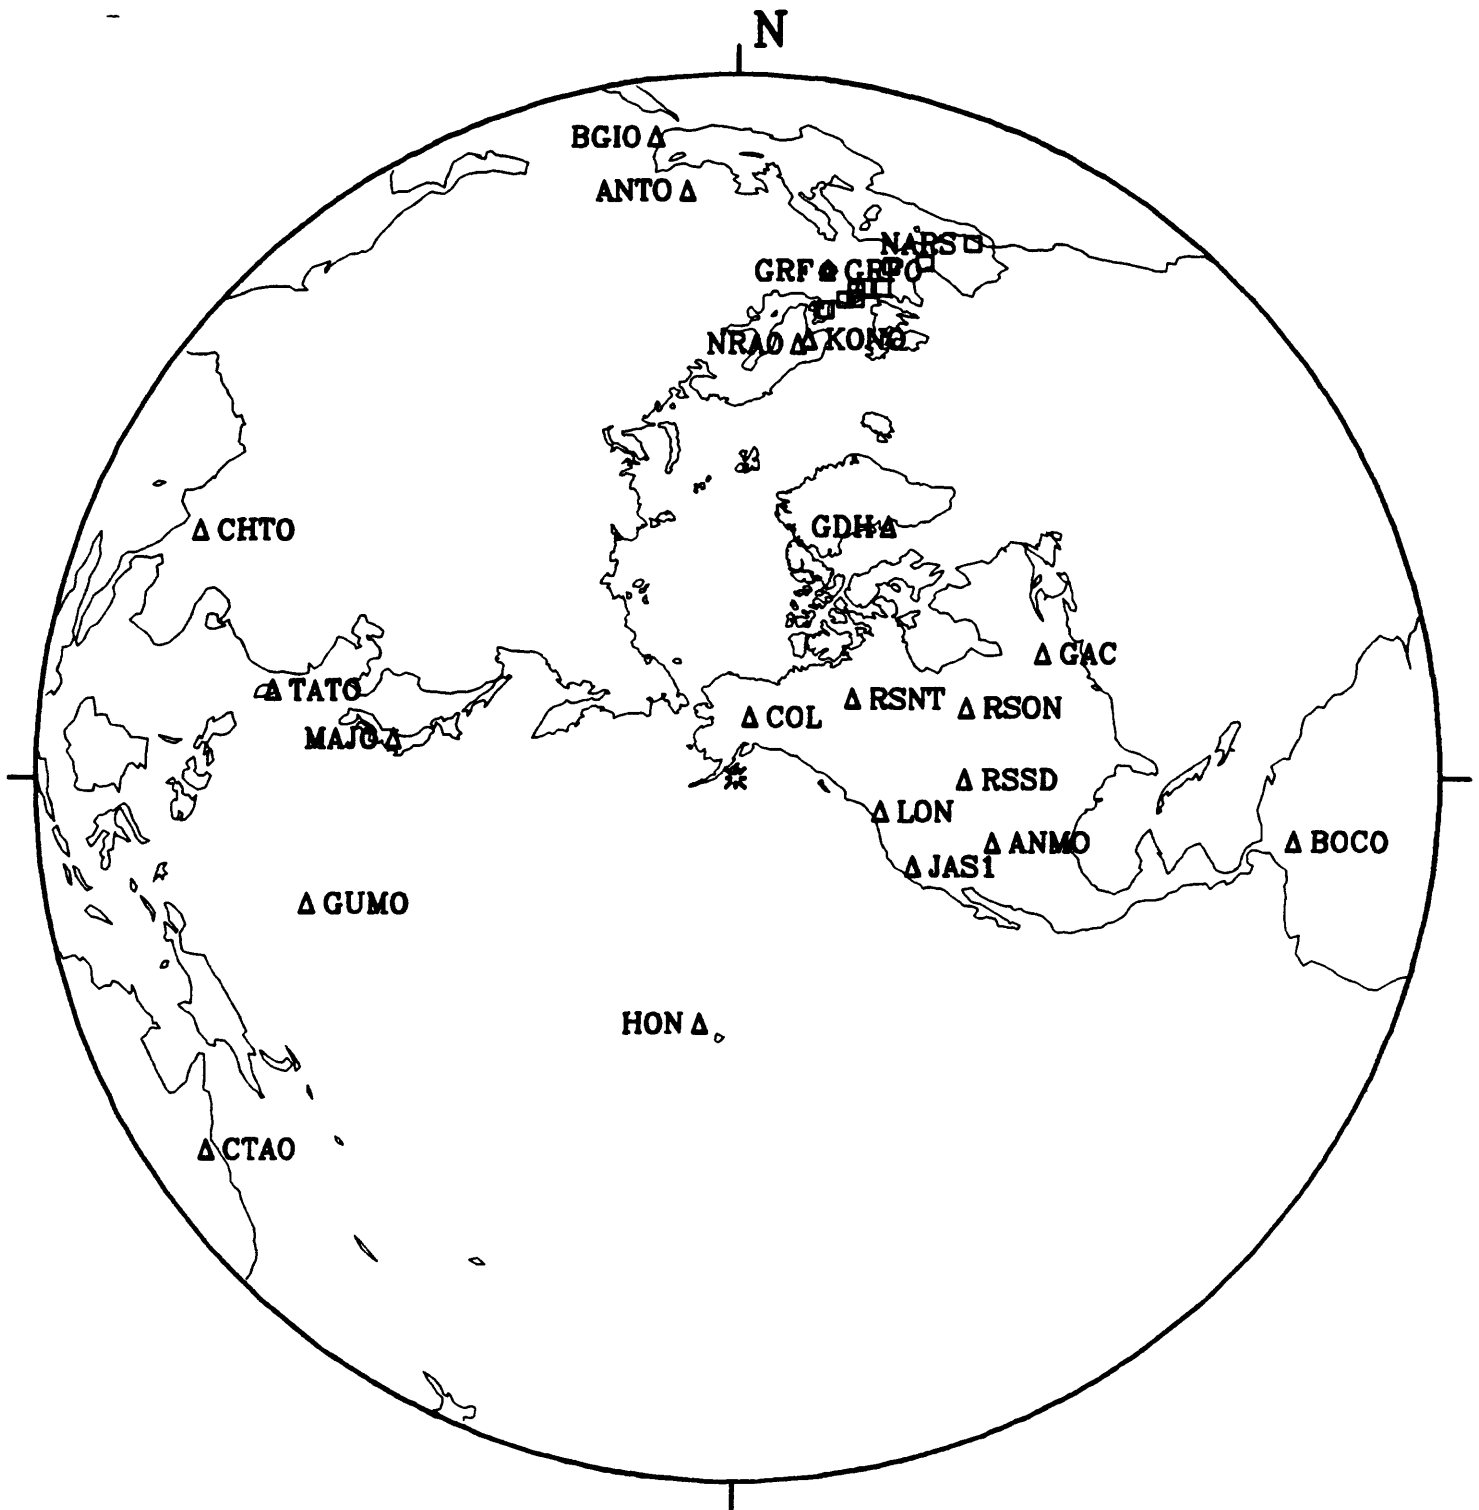 N
BGIO
ANTO
NARS
GRF GRFO
NRAO KONO
GDH
CHTO
GAC
TATO
RSNT
RSON
COL
MAJO
RSSD
LON
ANMO
BOCO
JAS1
GUMO
HON
CTAO